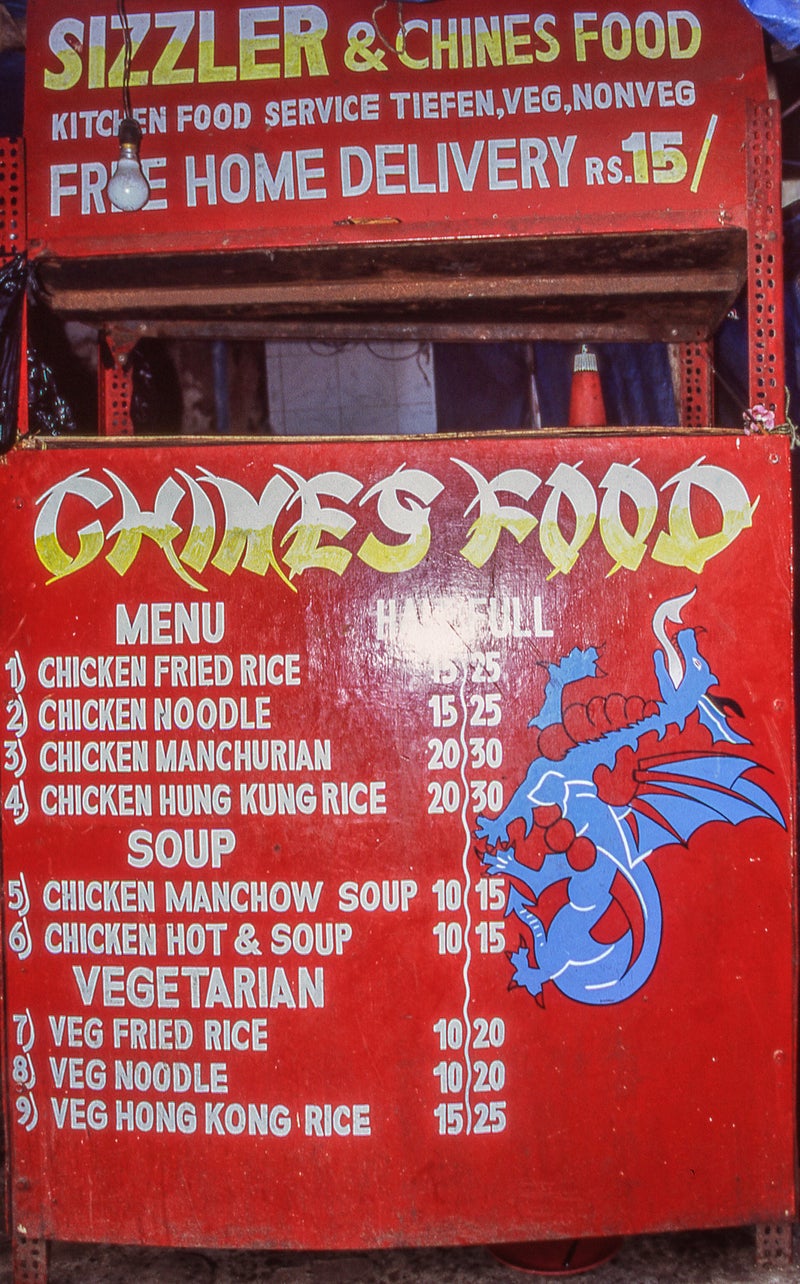 SIZZLER & CHINES FOOD
KITCHEN FOOD SERVICE TIEFEN, VEG, NONVEG
FREE HOME DELIVERY RS.15/
CHINES FOOD
MENU HALF FULL
1) CHICKEN FRIED RICE 15 25
2) CHICKEN NOODLE 15 25
3) CHICKEN MANCHURIAN 20 30
4) CHICKEN HUNG KUNG RICE 20 30
SOUP
5) CHICKEN MANCHOW SOUP 10 15
6) CHICKEN HOT & SOUP 10 15
VEGETARIAN
7) VEG FRIED RICE 10 20
8) VEG NOODLE 10 20
9) VEG HONG KONG RICE 15 25